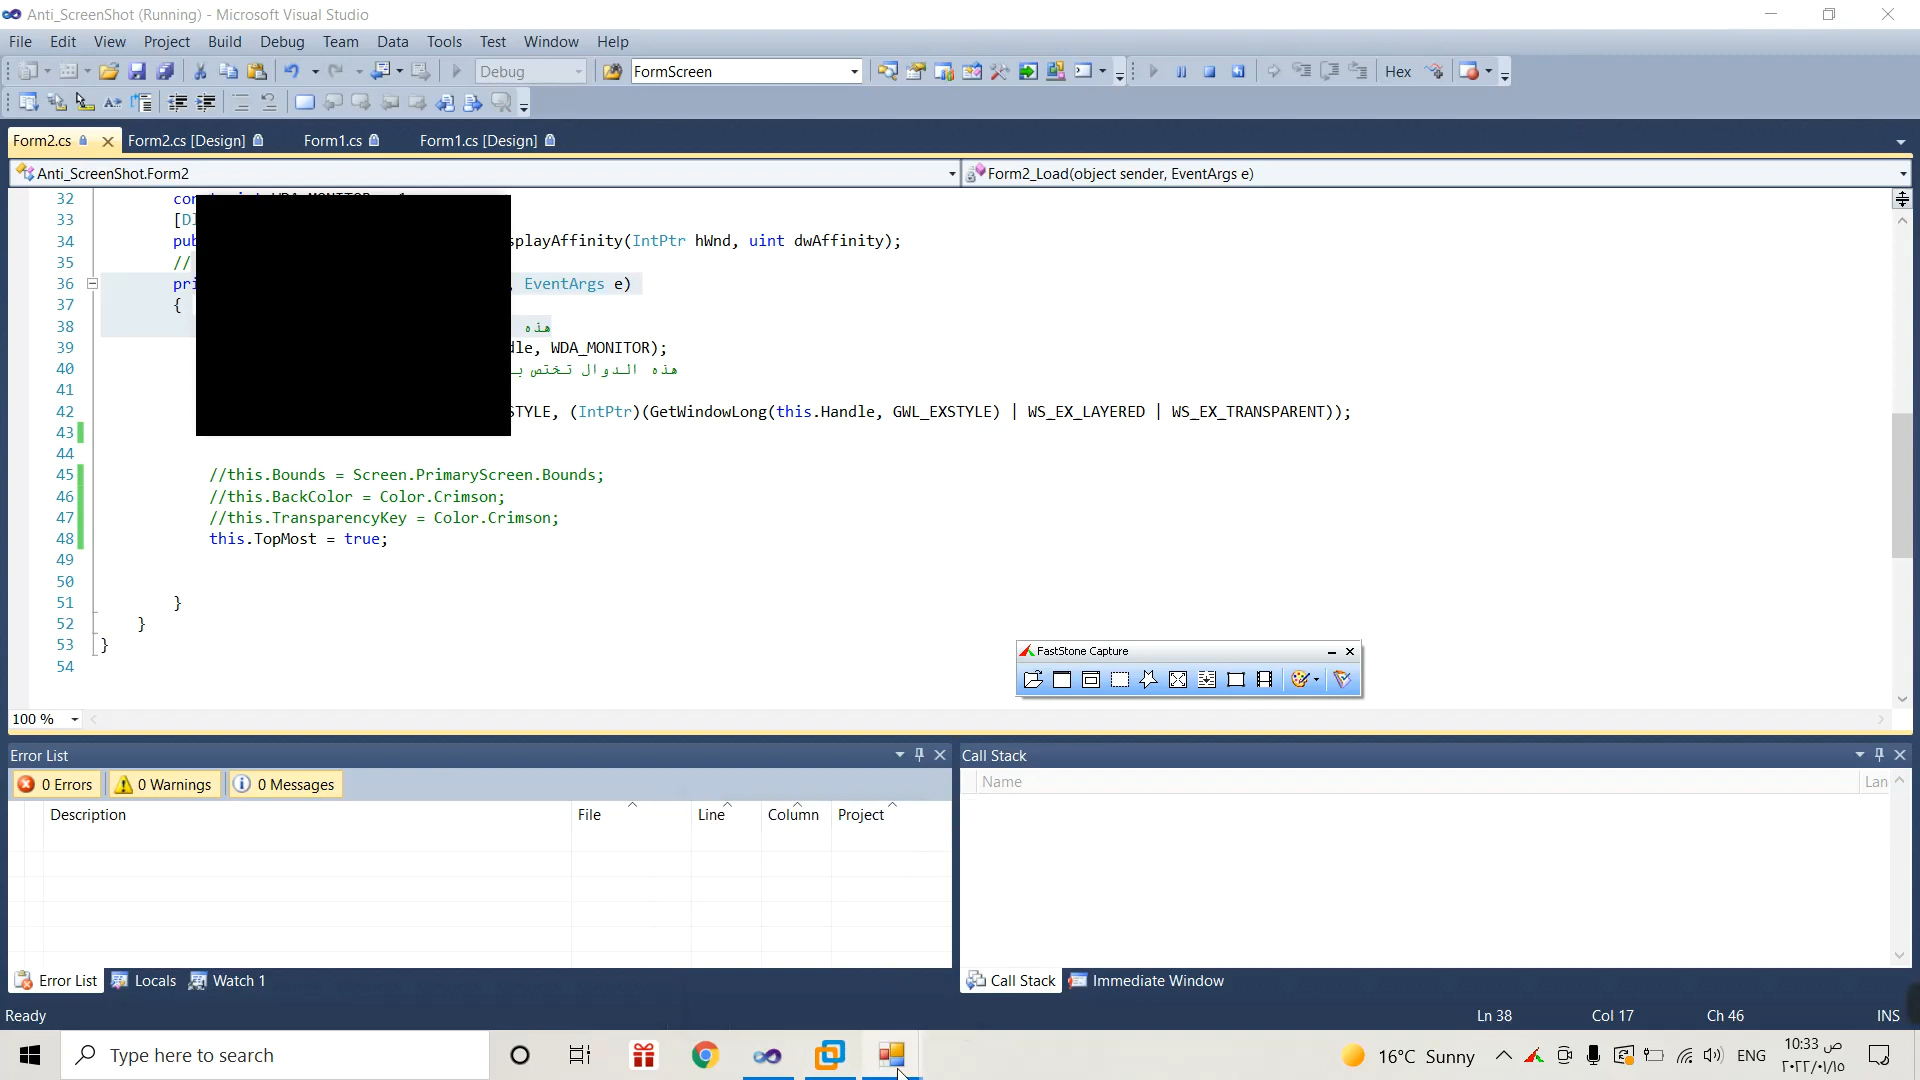 Anti_ScreenShot (Running) - Microsoft Visual Studio
File Edit View Project Build Debug Team Data Tools Test Window Help
Debug FormScreen Hex
Form2.cs Form2.cs [Design] Form1.cs Form1.cs [Design]
Anti_ScreenShot.Form2 Form2_Load(object sender, EventArgs e)
32
33 [D
34 pub splayAffinity(IntPtr hWnd, uint dwAffinity);
35 //
36 pri , EventArgs e)
37 {
38 هذه
39 dle, WDA_MONITOR);
40 هذه الدوال تختص ب
41
42 STYLE, (IntPtr)(GetWindowLong(this.Handle, GWL_EXSTYLE) | WS_EX_LAYERED | WS_EX_TRANSPARENT));
43
44
45 //this.Bounds = Screen.PrimaryScreen.Bounds;
46 //this.BackColor = Color.Crimson;
47 //this.TransparencyKey = Color.Crimson;
48 this.TopMost = true;
49
50
51 }
52 }
53 }
54
FastStone Capture
100 %
Error List
0 Errors 0 Warnings 0 Messages
Description File Line Column Project
Error List Locals Watch 1
Call Stack
Name Lan
Call Stack Immediate Window
Ready Ln 38 Col 17 Ch 46 INS
Type here to search
16°C Sunny ENG
10:33 ص
٢٠٢٢/٠١/١٥